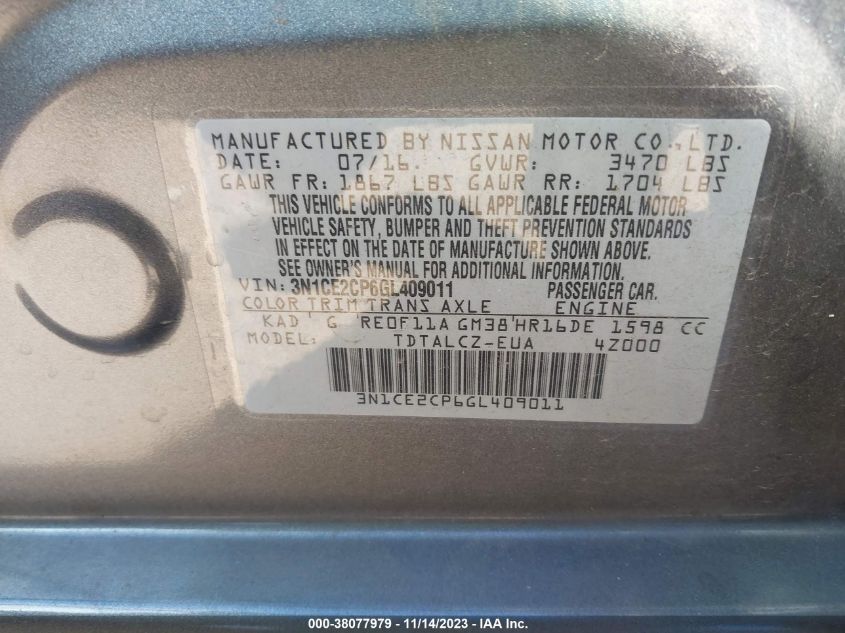 MANUFACTURED BY NISSAN MOTOR CO., LTD.
DATE: 07/16. GVWR: 3470 LBS
GAWR FR: 1867 LBS GAWR RR: 1704 LBS
THIS VEHICLE CONFORMS TO ALL APPLICABLE FEDERAL MOTOR
VEHICLE SAFETY, BUMPER AND THEFT PREVENTION STANDARDS
IN EFFECT ON THE DATE OF MANUFACTURE SHOWN ABOVE.
SEE OWNER'S MANUAL FOR ADDITIONAL INFORMATION
VIN: 3N1CE2CP6GL409011 PASSENGER CAR.
COLOR TRIM TRANS AXLE ENGINE
KAD ' G ' RE0F11A GM38'HR16DE 1598 CC
MODEL: TDTALCZ-EUA 4Z000
3N1CE2CP6GL409011
000-38077979 - 11/14/2023 - IAA Inc.